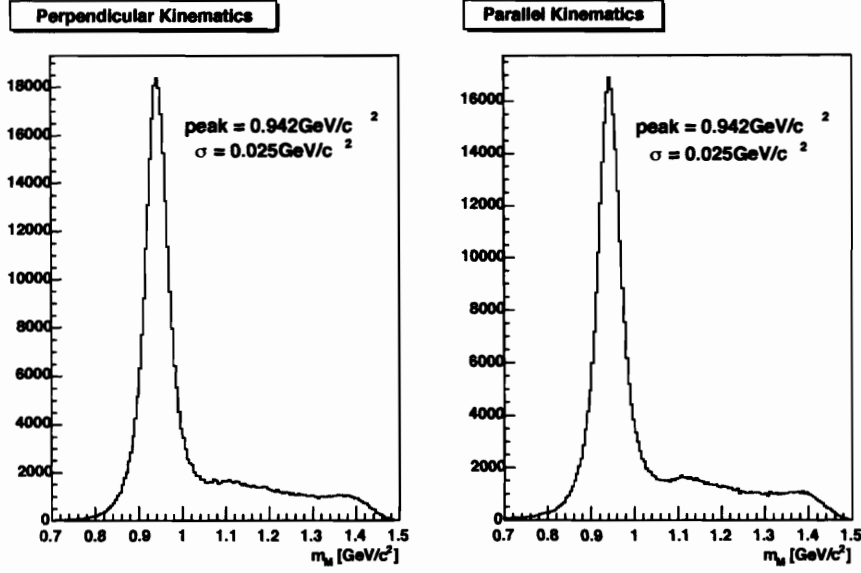 Perpendicular Kinematics
18000
16000
14000
12000
10000
8000
6000
4000
2000
0
peak = 0.942GeV/c 2
σ = 0.025GeV/c 2
0.7 0.8 0.9 1 1.1 1.2 1.3 1.4 1.5
m_M [GeV/c²]
Parallel Kinematics
16000
14000
12000
10000
8000
6000
4000
2000
0
peak = 0.942GeV/c 2
σ = 0.025GeV/c 2
0.7 0.8 0.9 1 1.1 1.2 1.3 1.4 1.5
m_M [GeV/c²]